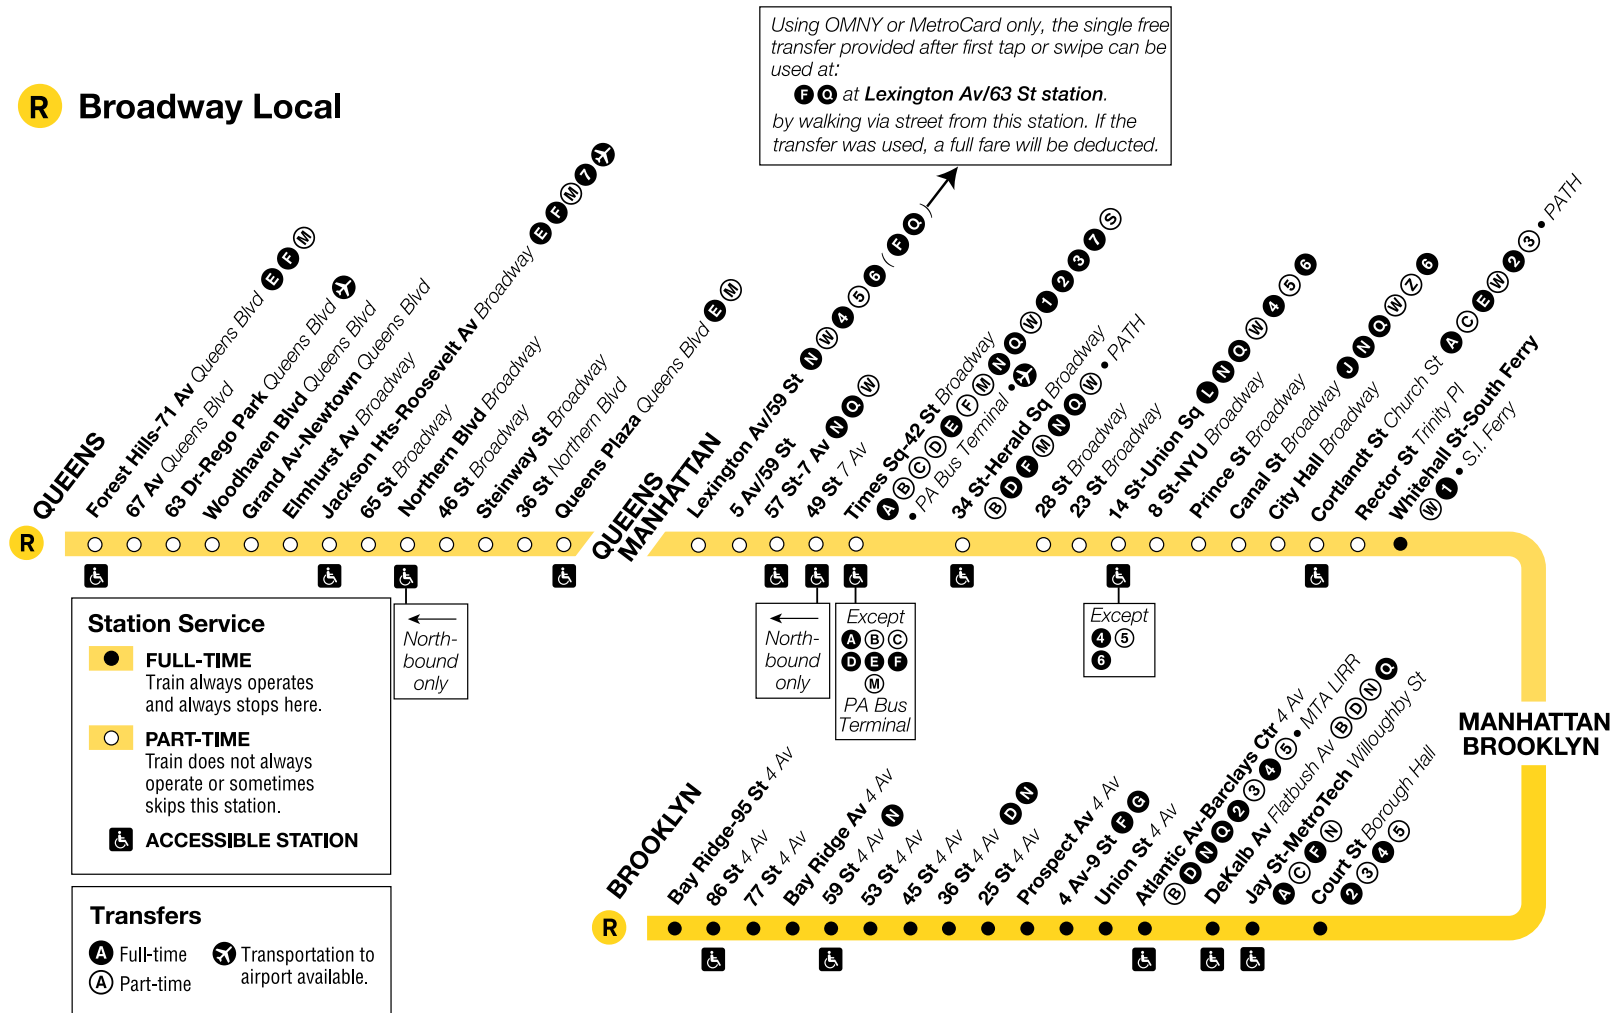 Using OMNY or MetroCard only, the single free
transfer provided after first tap or swipe can be
used at:
F Q at Lexington Av/63 St station.
by walking via street from this station. If the
transfer was used, a full fare will be deducted.
R Broadway Local
QUEENS
Forest Hills-71 Av Queens Blvd E F M
67 Av Queens Blvd
63 Dr-Rego Park Queens Blvd
Woodhaven Blvd Queens Blvd
Grand Av-Newtown Queens Blvd
Elmhurst Av Broadway
Jackson Hts-Roosevelt Av Broadway E F M 7
65 St Broadway
Northern Blvd Broadway
46 St Broadway
Steinway St Broadway
36 St Northern Blvd
Queens Plaza Queens Blvd E M
QUEENS
MANHATTAN
Lexington Av/59 St N W 4 5 6 ( F Q )
5 Av/59 St
57 St-7 Av N Q W
49 St 7 Av
Times Sq-42 St Broadway
A B C D E F M N Q W 1 2 3 7 S
• PA Bus Terminal •
34 St-Herald Sq Broadway
B D F M N Q W • PATH
28 St Broadway
23 St Broadway
14 St-Union Sq L N Q W 4 5 6
8 St-NYU Broadway
Prince St Broadway
Canal St Broadway J N Q W Z 6
City Hall Broadway
Cortlandt St Church St A C E W 2 3 • PATH
Rector St Trinity Pl
Whitehall St-South Ferry
W 1 • S.I. Ferry
R
North-
bound
only
North-
bound
only
Except
A B C
D E F
M
PA Bus
Terminal
Except
4 5
6
Station Service
FULL-TIME
Train always operates
and always stops here.
PART-TIME
Train does not always
operate or sometimes
skips this station.
ACCESSIBLE STATION
Transfers
A Full-time
A Part-time
Transportation to
airport available.
MANHATTAN
BROOKLYN
BROOKLYN
Bay Ridge-95 St 4 Av
86 St 4 Av
77 St 4 Av
Bay Ridge Av 4 Av
59 St 4 Av N
53 St 4 Av
45 St 4 Av
36 St 4 Av D N
25 St 4 Av
Prospect Av 4 Av
4 Av-9 St F G
Union St 4 Av
Atlantic Av-Barclays Ctr 4 Av
B D N Q 2 3 4 5 • MTA LIRR
DeKalb Av Flatbush Av B D N Q
Jay St-MetroTech Willoughby St
A C F N
Court St Borough Hall
2 3 4 5
R